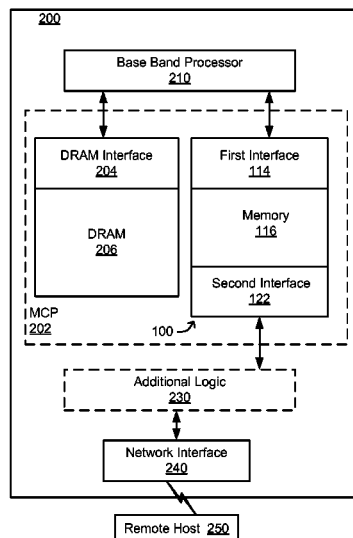 200
Base Band Processor
210
DRAM Interface
204
DRAM
206
First Interface
114
Memory
116
Second Interface
122
MCP
202
100
Additional Logic
230
Network Interface
240
Remote Host 250